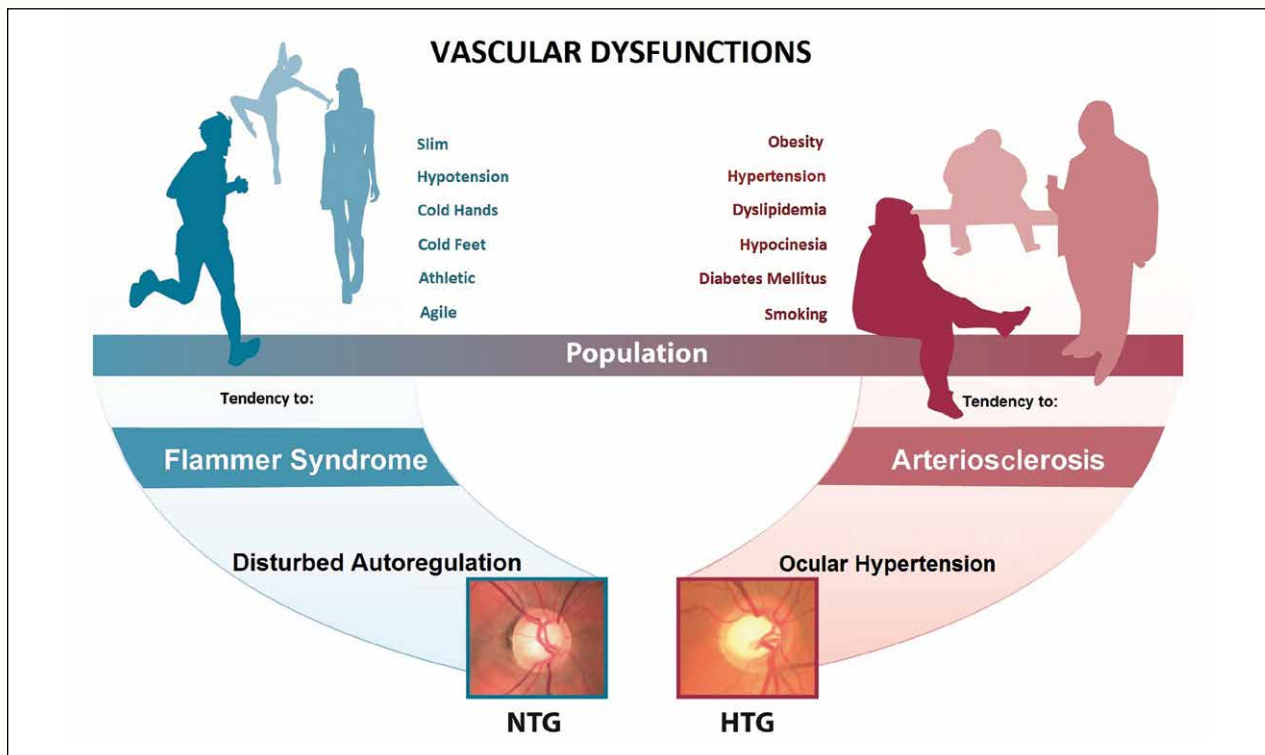 VASCULAR DYSFUNCTIONS
Slim
Hypotension
Cold Hands
Cold Feet
Athletic
Agile
Obesity
Hypertension
Dyslipidemia
Hypocinesia
Diabetes Mellitus
Smoking
Population
Tendency to:
Flammer Syndrome
Disturbed Autoregulation
NTG
Tendency to:
Arteriosclerosis
Ocular Hypertension
HTG